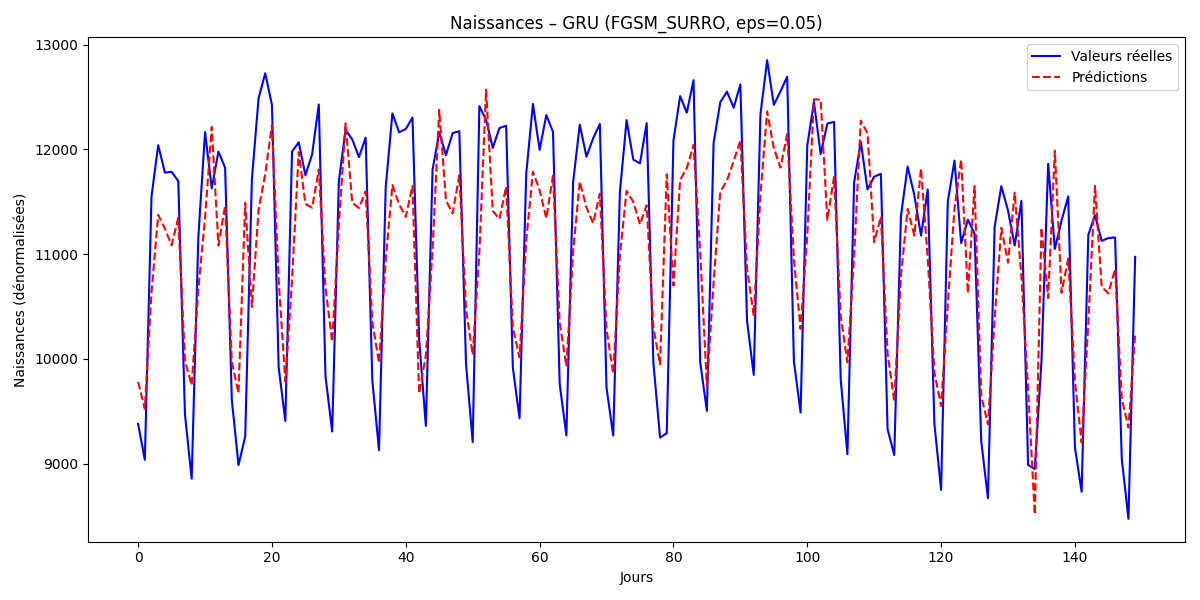 Naissances – GRU (FGSM_SURRO, eps=0.05)
Valeurs réelles
Prédictions
Naissances (dénormalisées)
13000
12000
11000
10000
9000
0 20 40 60 80 100 120 140
Jours